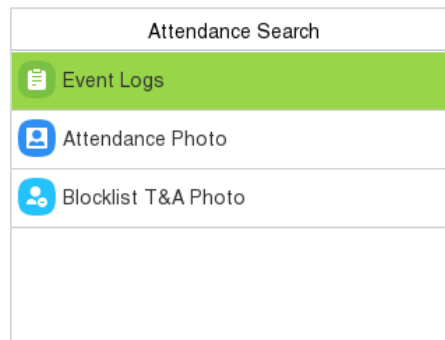 Attendance Search
Event Logs
Attendance Photo
Blocklist T&A Photo